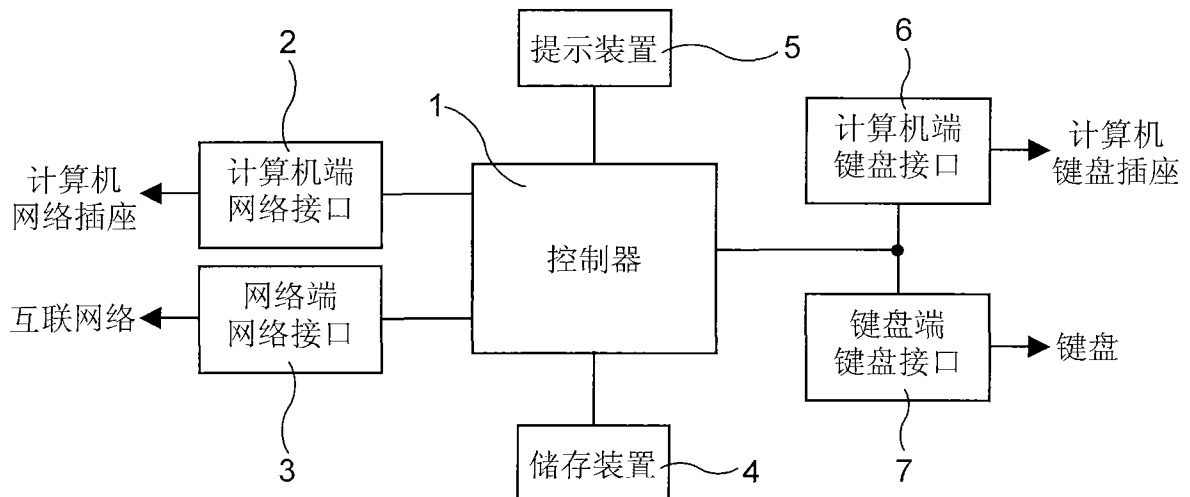 提示装置
5
2
6
1
计算机端
网络接口
计算机
网络插座
计算机端
键盘接口
计算机
键盘插座
控制器
网络端
网络接口
互联网络
键盘端
键盘接口
键盘
3
储存装置
4
7